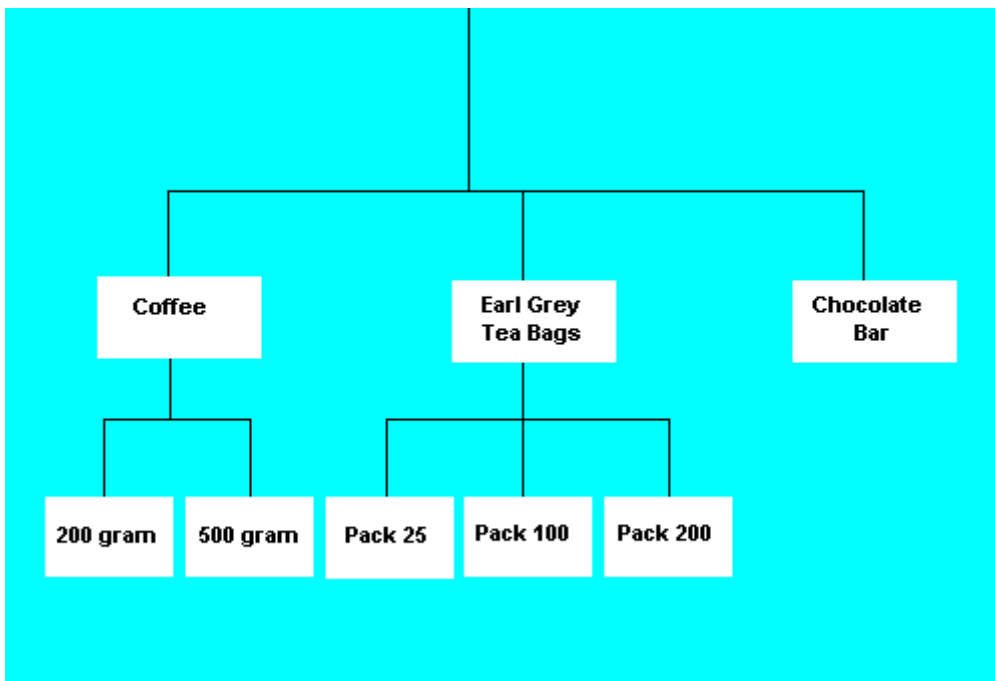 Coffee
Earl Grey
Tea Bags
Chocolate
Bar
200 gram
500 gram
Pack 25
Pack 100
Pack 200